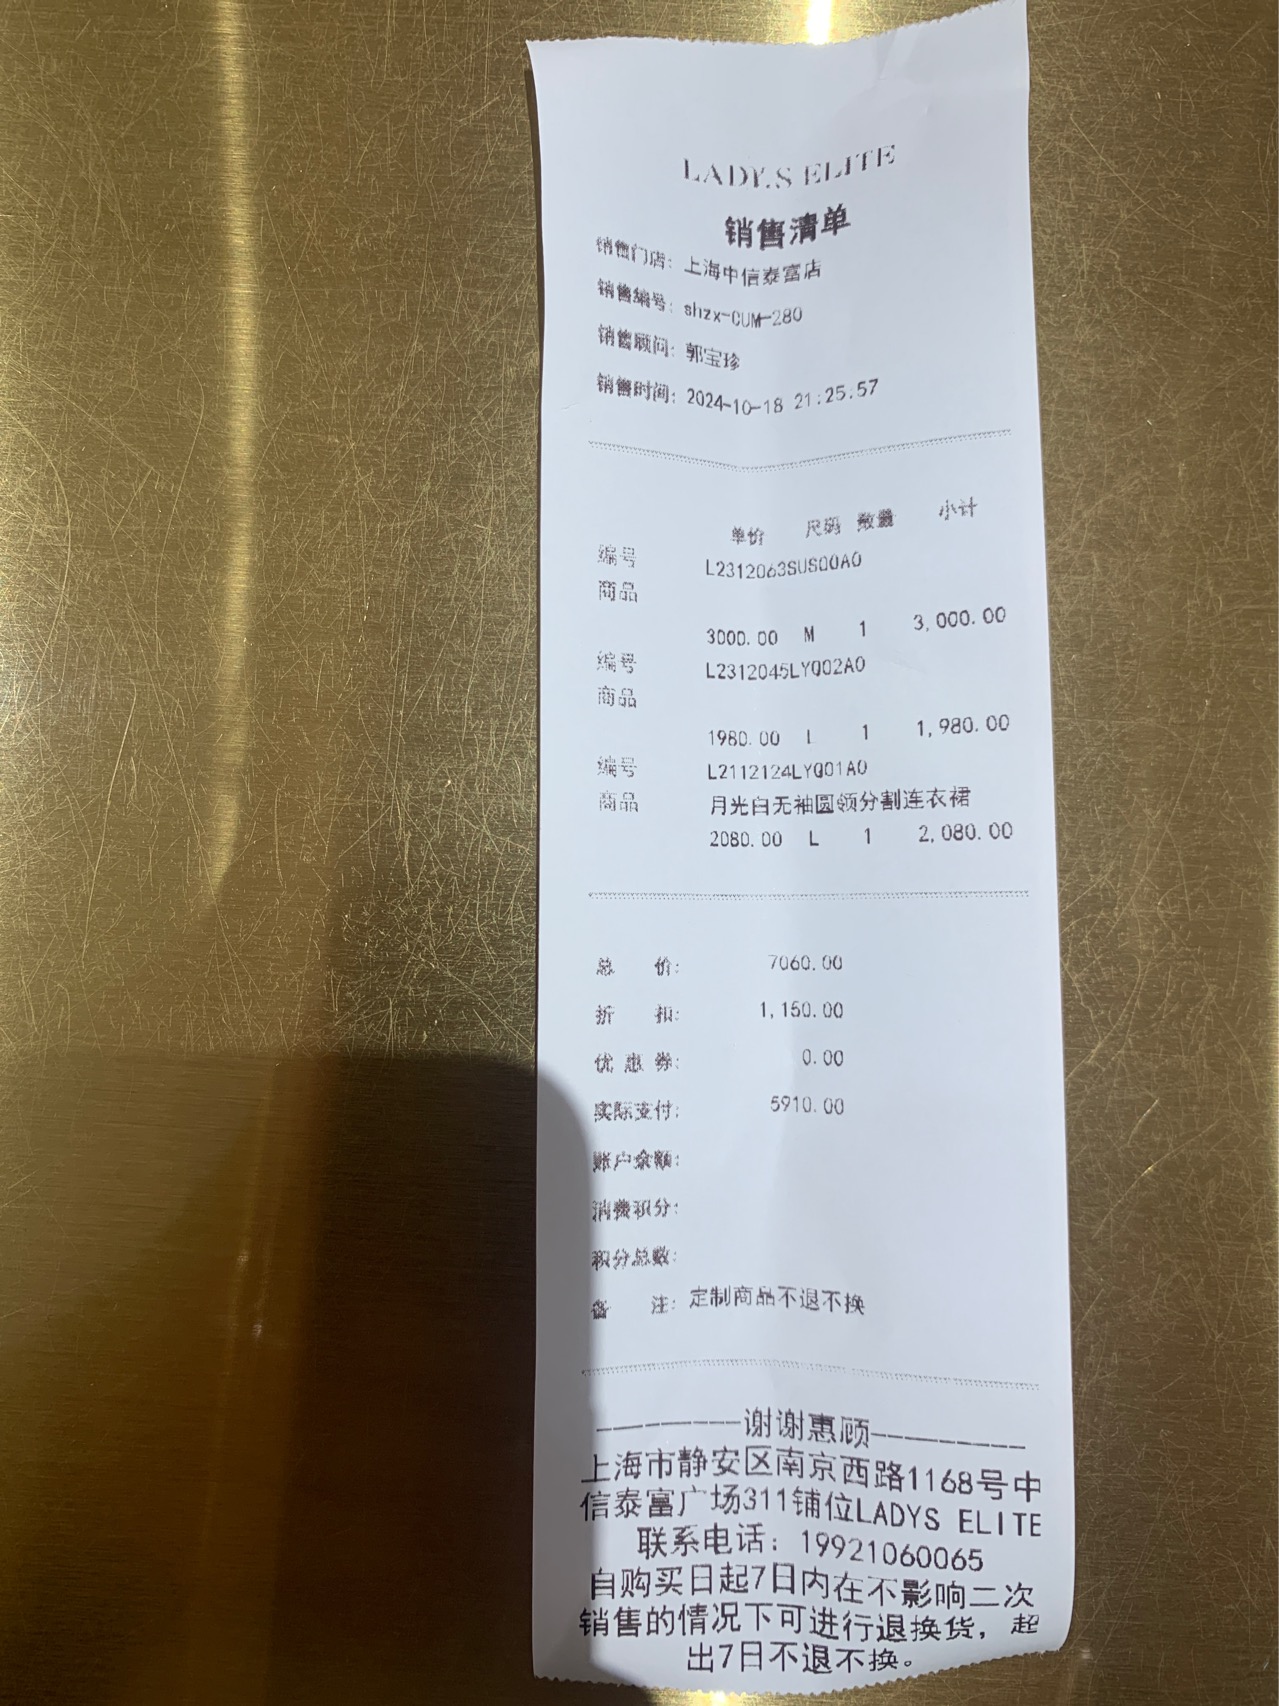 LADY.S ELITE
销售清单
销售门店：上海中信泰富店
销售编号：shzx-CUM-280
销售顾问：郭宝珍
销售时间：2024-10-18 21:25:57
单价 尺码 数量 小计
编号 L2312063SUS00A0
商品
3000.00 M 1 3,000.00
编号 L2312045LYQ02A0
商品
1980.00 L 1 1,980.00
编号 L2112124LYQ01A0
商品 月光白无袖圆领分割连衣裙
2080.00 L 1 2,080.00
总 价： 7060.00
折 扣： 1,150.00
优 惠 券： 0.00
实际支付： 5910.00
账户余额：
消费积分：
积分总数：
备 注：定制商品不退不换
---------谢谢惠顾---------
上海市静安区南京西路1168号中
信泰富广场311铺位LADYS ELITE
联系电话：19921060065
自购买日起7日内在不影响二次
销售的情况下可进行退换货，超
出7日不退不换。